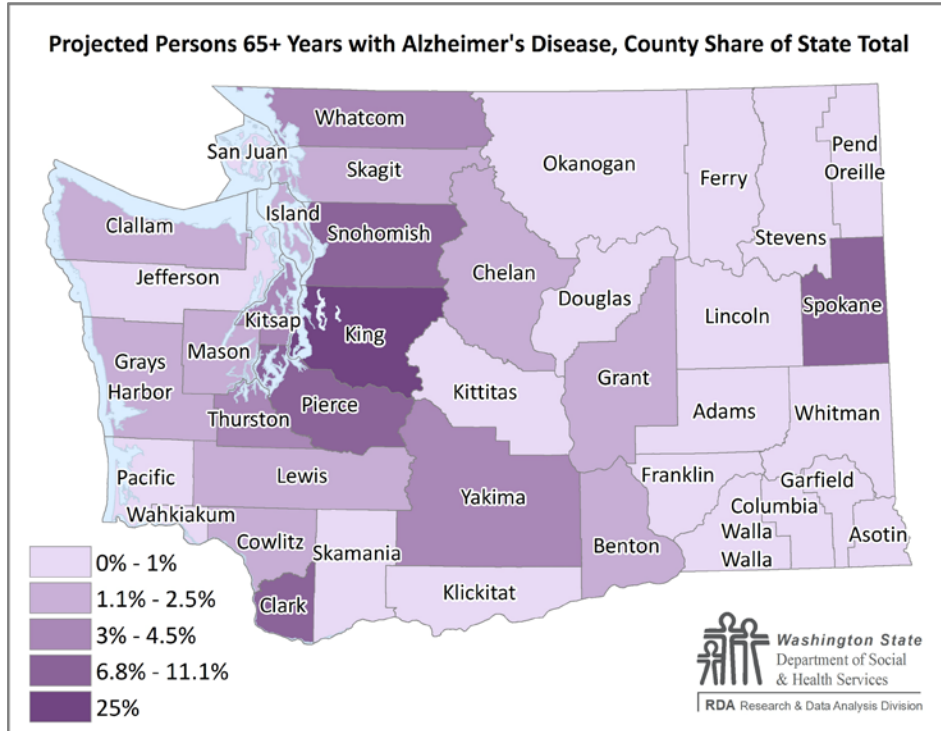 Projected Persons 65+ Years with Alzheimer's Disease, County Share of State Total
Whatcom
San Juan
Skagit
Okanogan
Ferry
Pend
Oreille
Stevens
Island
Clallam
Snohomish
Chelan
Jefferson
Douglas
Lincoln
Spokane
Kitsap
King
Mason
Grays
Harbor
Kittitas
Grant
Pierce
Adams
Whitman
Thurston
Pacific
Lewis
Yakima
Franklin
Garfield
Columbia
Wahkiakum
Walla
Walla
Asotin
Cowlitz
Skamania
Benton
Klickitat
Clark
0% - 1%
1.1% - 2.5%
3% - 4.5%
6.8% - 11.1%
25%
Washington State
Department of Social
& Health Services
RDA Research & Data Analysis Division